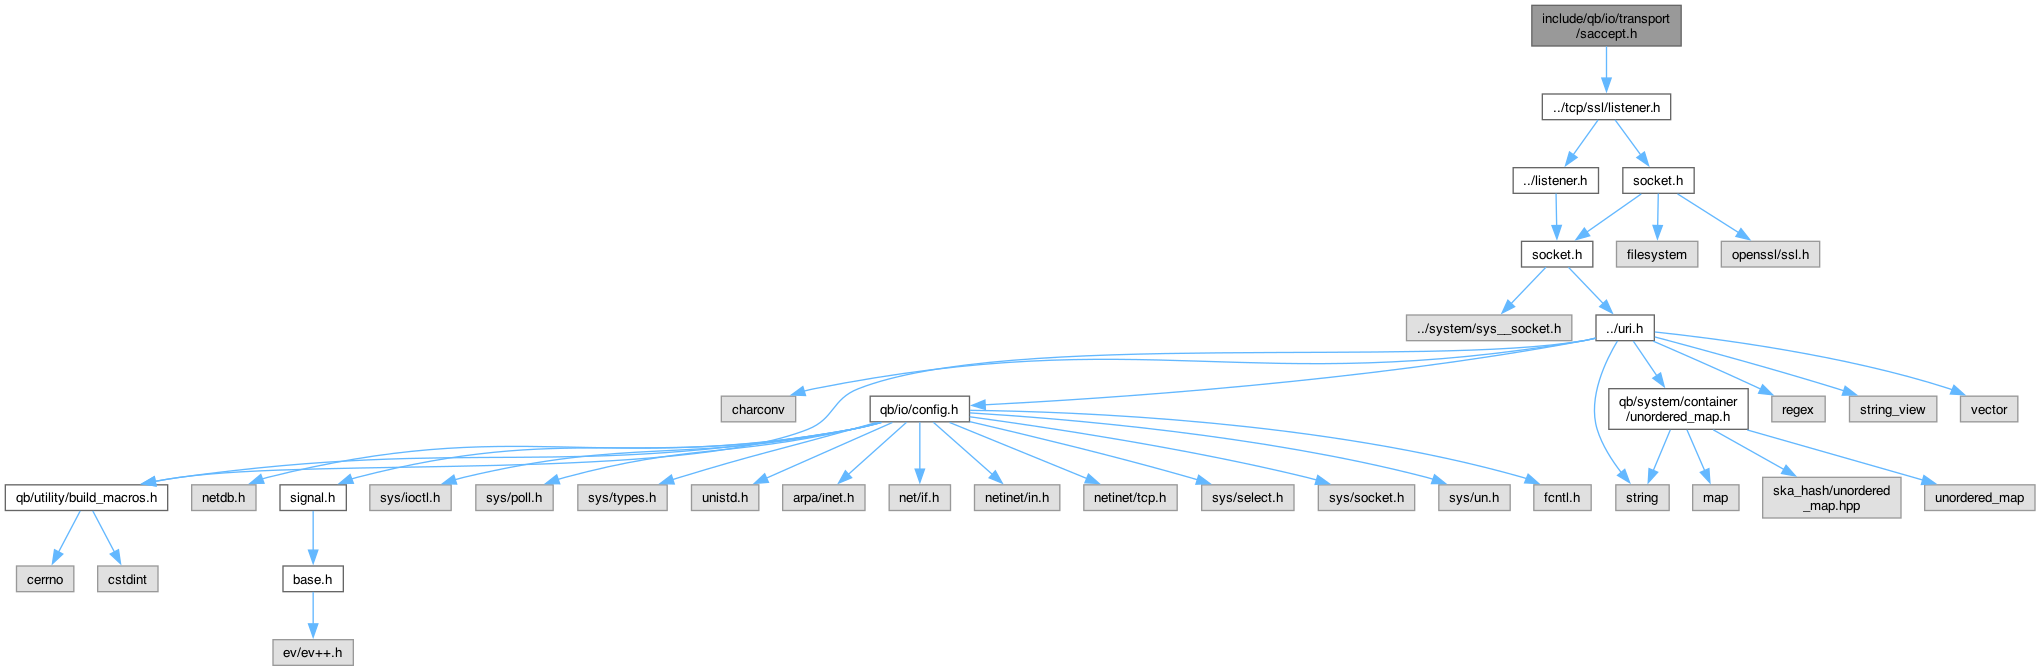 include/qb/io/transport
/saccept.h
../tcp/ssl/listener.h
../listener.h
socket.h
socket.h
filesystem
openssl/ssl.h
../system/sys__socket.h
../uri.h
charconv
qb/io/config.h
qb/system/container
/unordered_map.h
regex
string_view
vector
qb/utility/build_macros.h
netdb.h
signal.h
sys/ioctl.h
sys/poll.h
sys/types.h
unistd.h
arpa/inet.h
net/if.h
netinet/in.h
netinet/tcp.h
sys/select.h
sys/socket.h
sys/un.h
fcntl.h
string
map
ska_hash/unordered
_map.hpp
unordered_map
cerrno
cstdint
base.h
ev/ev++.h